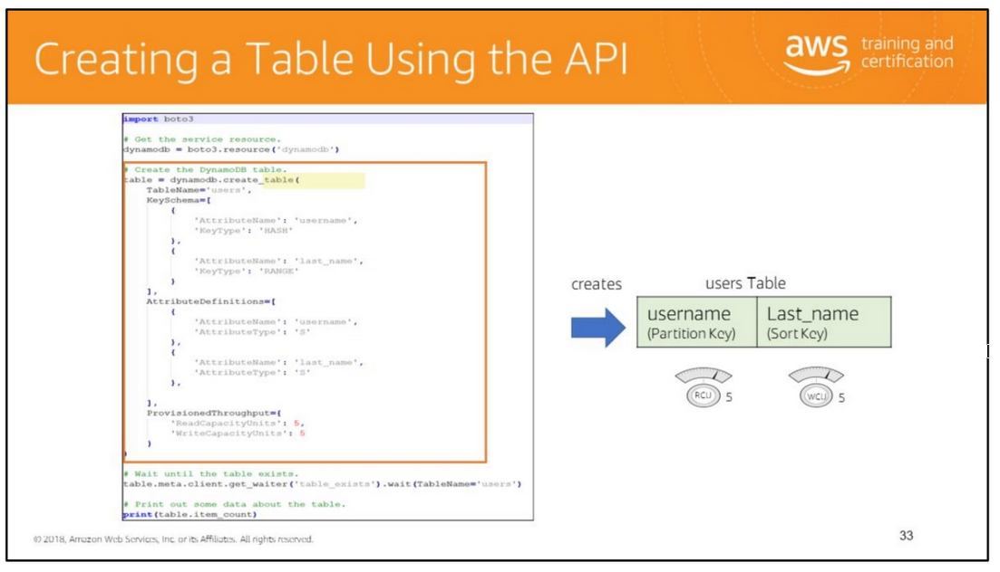 Creating a Table Using the API
aws training and certification
import boto3
# Get the service resource.
dynamodb = boto3.resource('dynamodb')
# Create the DynamoDB table.
table = dynamodb.create_table(
    TableName='users',
    KeySchema=[
        {
            'AttributeName': 'username',
            'KeyType': 'HASH'
        },
        {
            'AttributeName': 'last_name',
            'KeyType': 'RANGE'
        }
    ],
    AttributeDefinitions=[
        {
            'AttributeName': 'username',
            'AttributeType': 'S'
        },
        {
            'AttributeName': 'last_name',
            'AttributeType': 'S'
        },
    ],
    ProvisionedThroughput={
        'ReadCapacityUnits': 5,
        'WriteCapacityUnits': 5
    }
)
# Wait until the table exists.
table.meta.client.get_waiter('table_exists').wait(TableName='users')
# Print out some data about the table.
print(table.item_count)
creates
users Table
username
(Partition Key)
Last_name
(Sort Key)
RCU 5
WCU 5
© 2018, Amazon Web Services, Inc. or its Affiliates. All rights reserved.
33